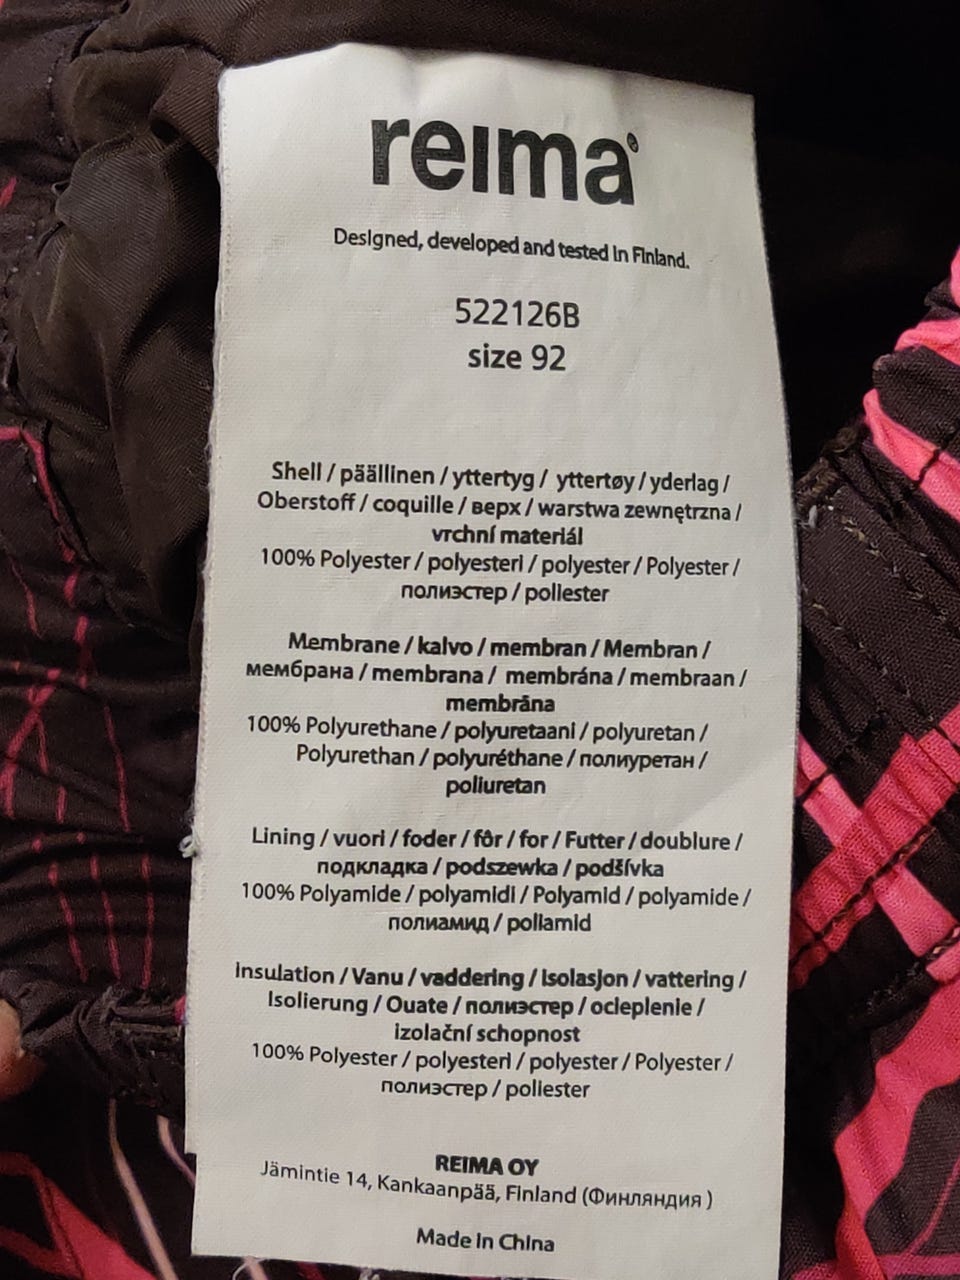 reima®
Designed, developed and tested in Finland.
522126B
size 92
Shell / päällinen / yttertyg / yttertøy / yderlag /
Oberstoff / coquille / верх / warstwa zewnętrzna /
vrchní materiál
100% Polyester / polyesteri / polyester / Polyester /
полиэстер / poliester
Membrane / kalvo / membran / Membran /
мембрана / membrana / membrána / membraan /
membrāna
100% Polyurethane / polyuretaani / polyuretan /
Polyurethan / polyuréthane / полиуретан /
poliuretan
Lining / vuori / foder / fôr / for / Futter / doublure /
подкладка / podszewka / podšívka
100% Polyamide / polyamidi / Polyamid / polyamide /
полиамид / poliamid
Insulation / Vanu / vaddering / Isolasjon / vattering /
Isolierung / Ouate / полиэстер / ocieplenie /
izolační schopnost
100% Polyester / polyesteri / polyester / Polyester /
полиэстер / poliester
REIMA OY
Jämintie 14, Kankaanpää, Finland (Финляндия )
Made in China